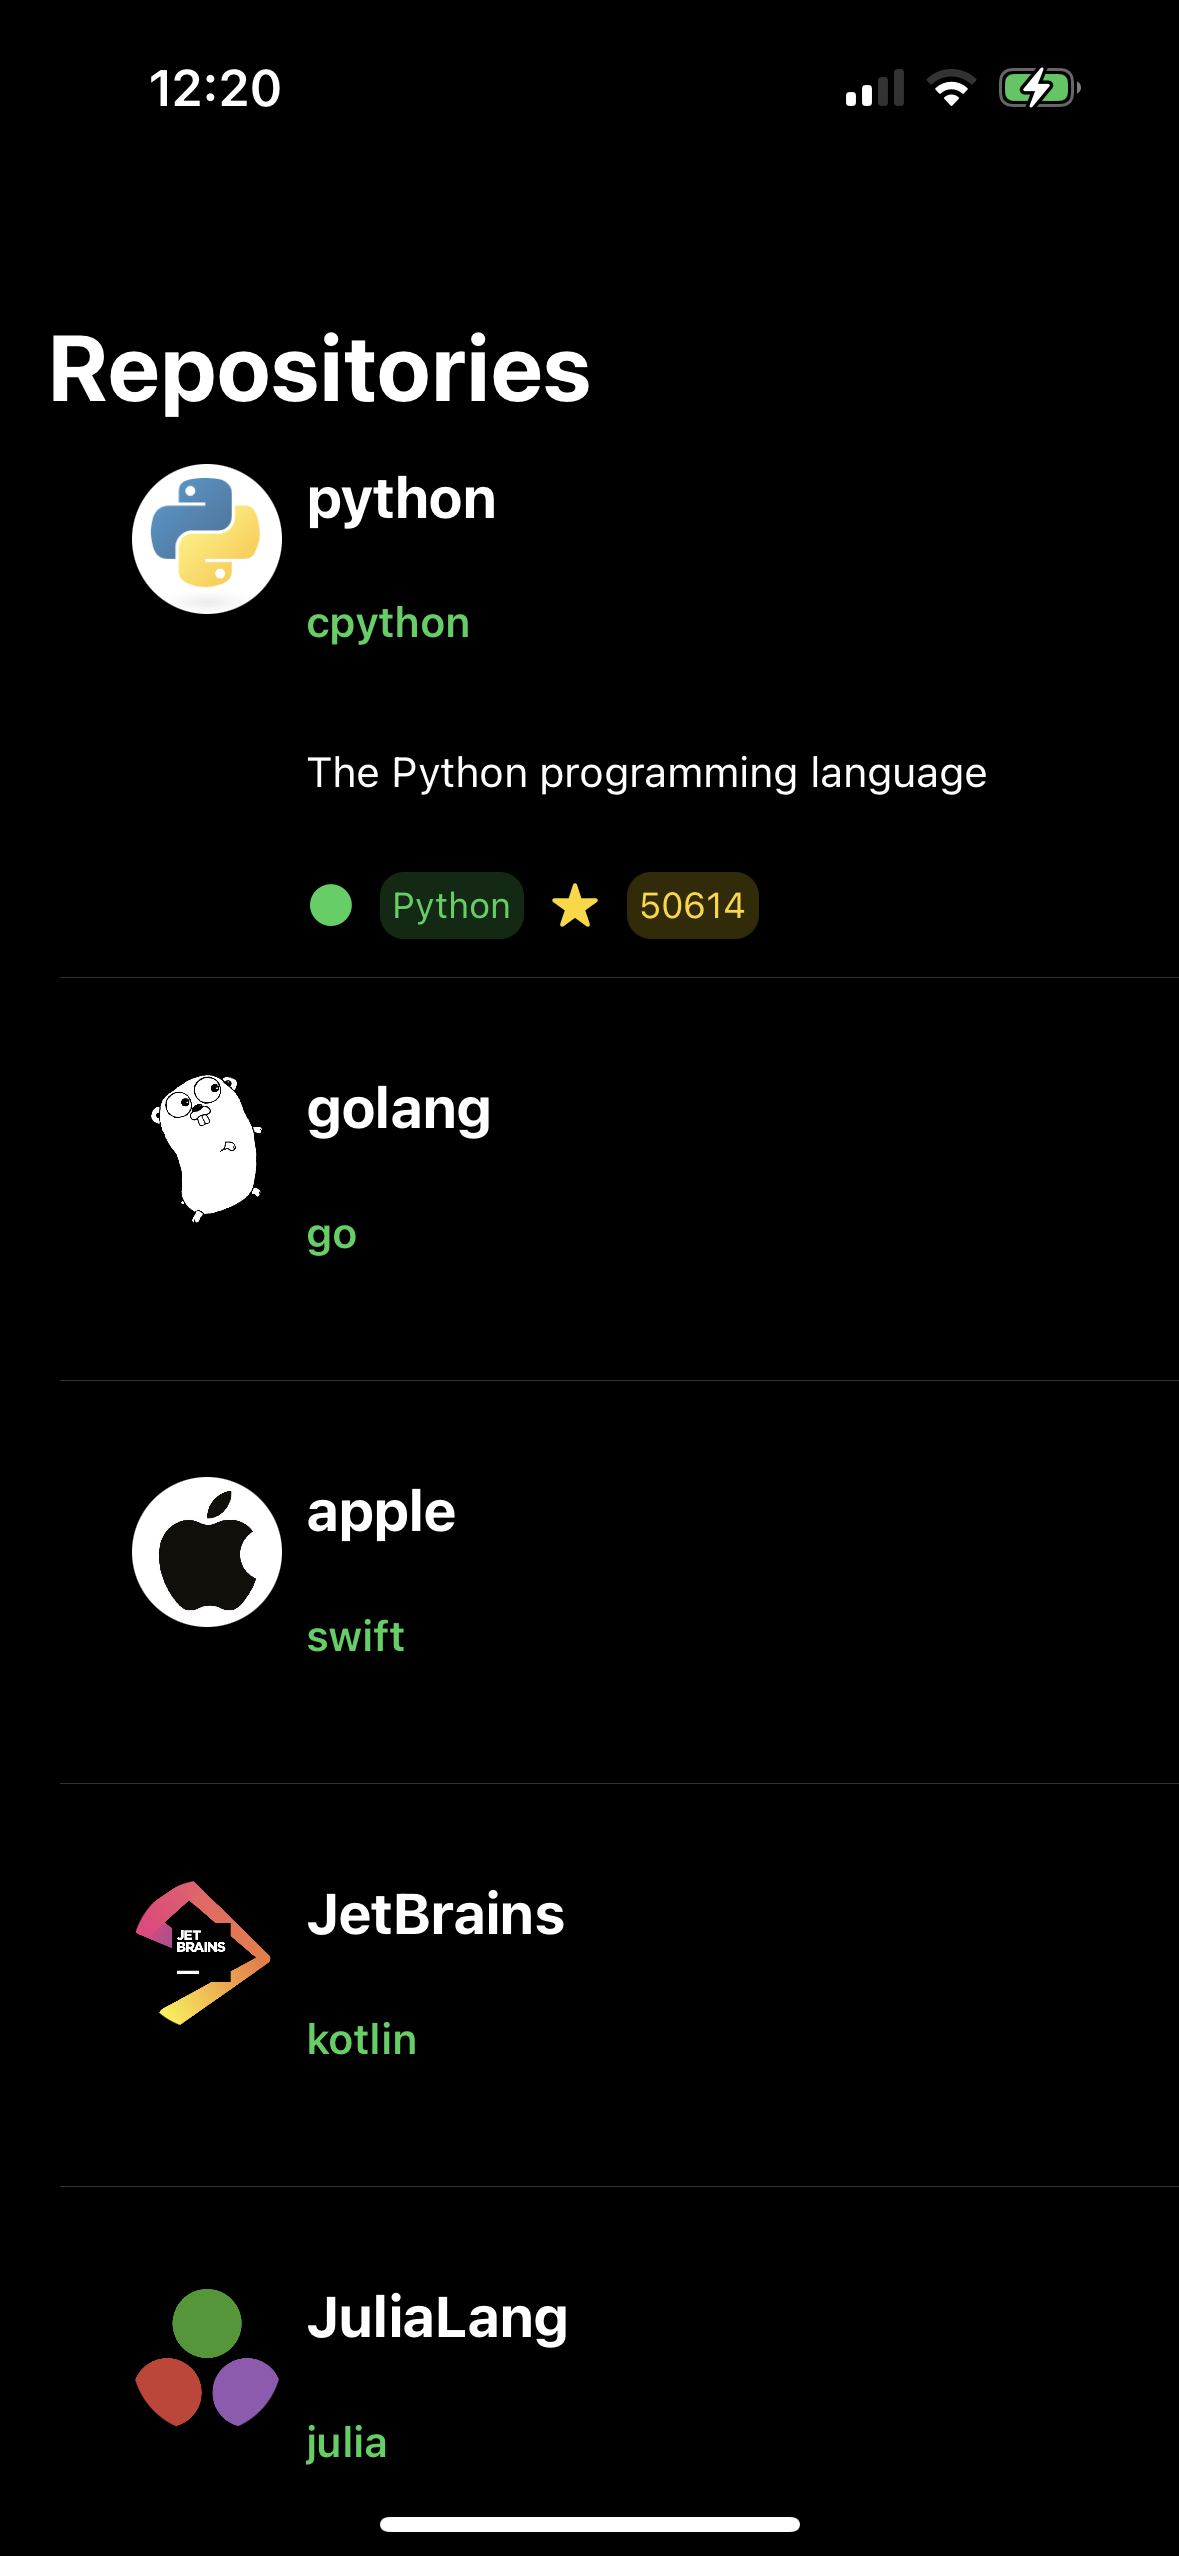 12:20
Repositories
python
cpython
The Python programming language
Python 50614
golang
go
apple
swift
JET
BRAINS
JetBrains
kotlin
JuliaLang
julia